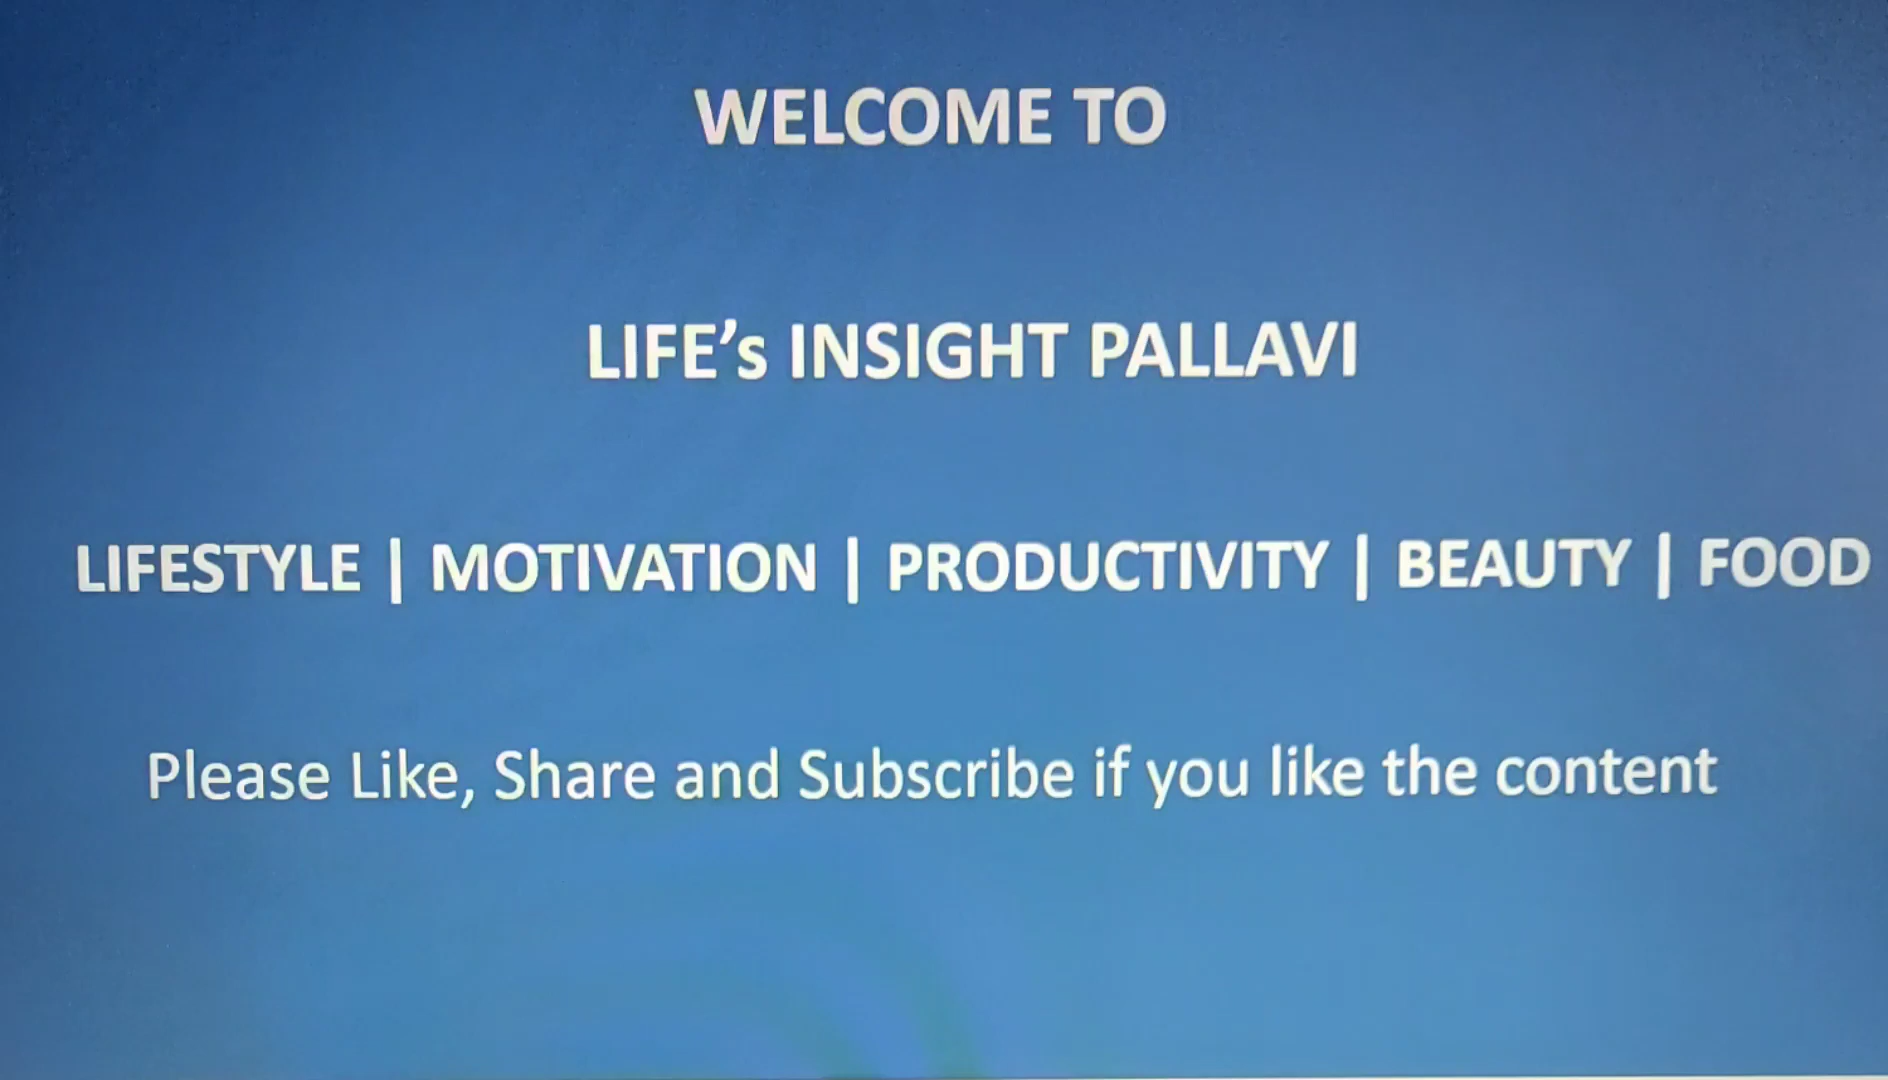 WELCOME TO
LIFE's INSIGHT PALLAVI
LIFESTYLE | MOTIVATION | PRODUCTIVITY | BEAUTY | FOOD
Please Like, Share and Subscribe if you like the content